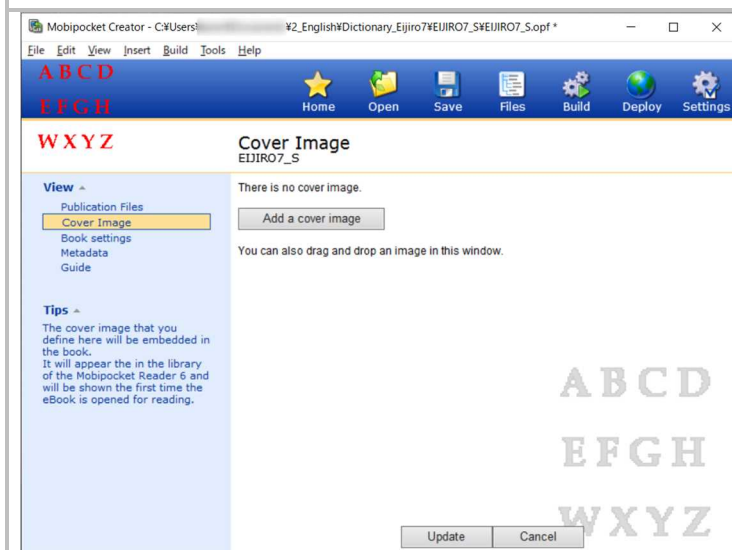 Mobipocket Creator - C:¥Users¥ ¥2_English¥Dictionary_Eijiro7¥EIJIRO7_S¥EIJIRO7_S.opf *
File Edit View Insert Build Tools Help
A B C D
E F G H
W X Y Z
Home Open Save Files Build Deploy Settings
Cover Image
EIJIRO7_S
View
Publication Files
Cover Image
Book settings
Metadata
Guide
Tips
The cover image that you
define here will be embedded in
the book.
It will appear the in the library
of the Mobipocket Reader 6 and
will be shown the first time the
eBook is opened for reading.
There is no cover image.
Add a cover image
You can also drag and drop an image in this window.
A B C D
E F G H
W X Y Z
Update Cancel